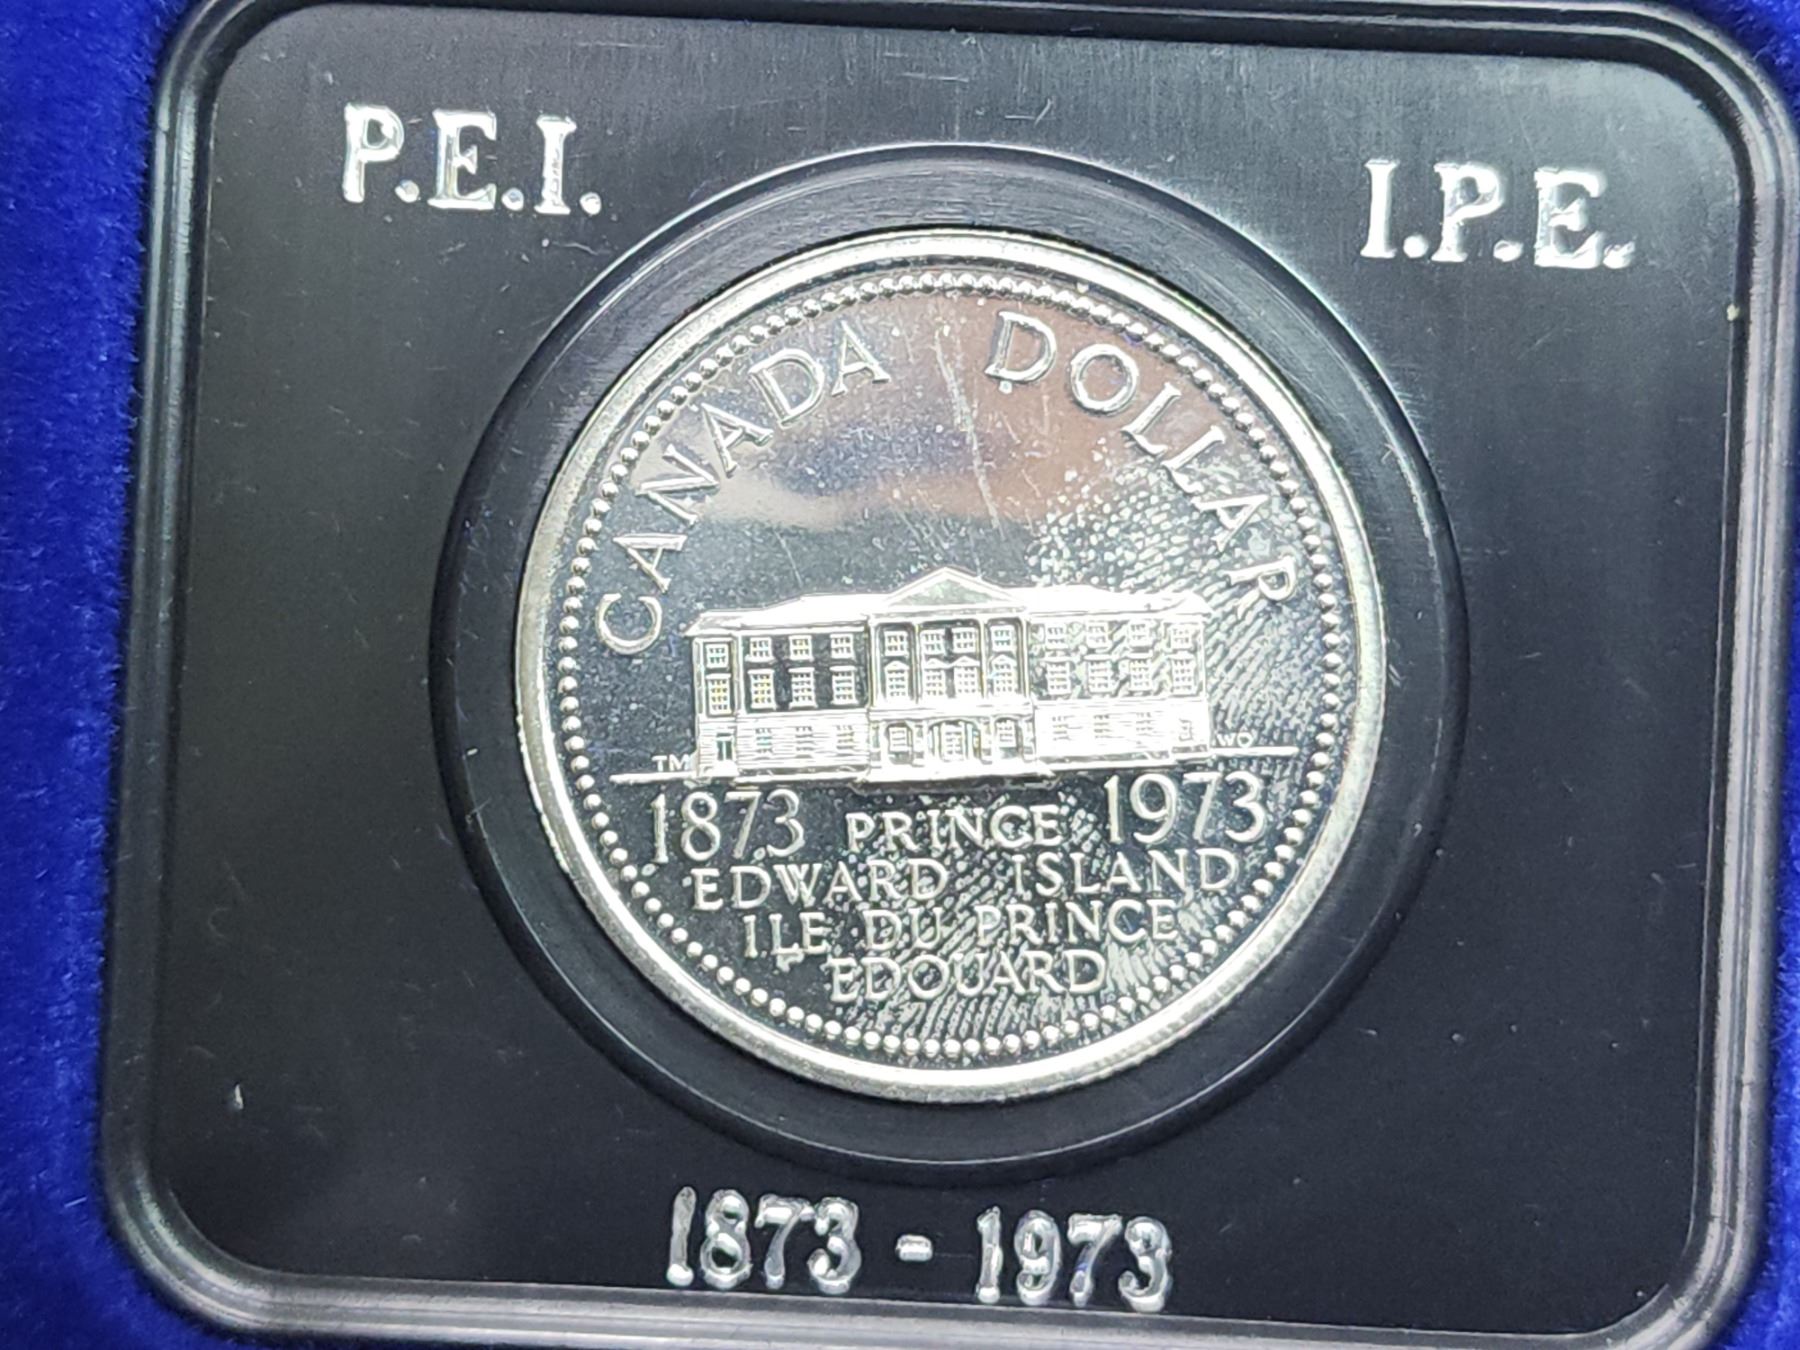 P.E.I. I.P.E.
CANADA DOLLAR
TM WO
1873 PRINCE 1973
EDWARD ISLAND
ILE DU PRINCE
EDOUARD
1873 - 1973